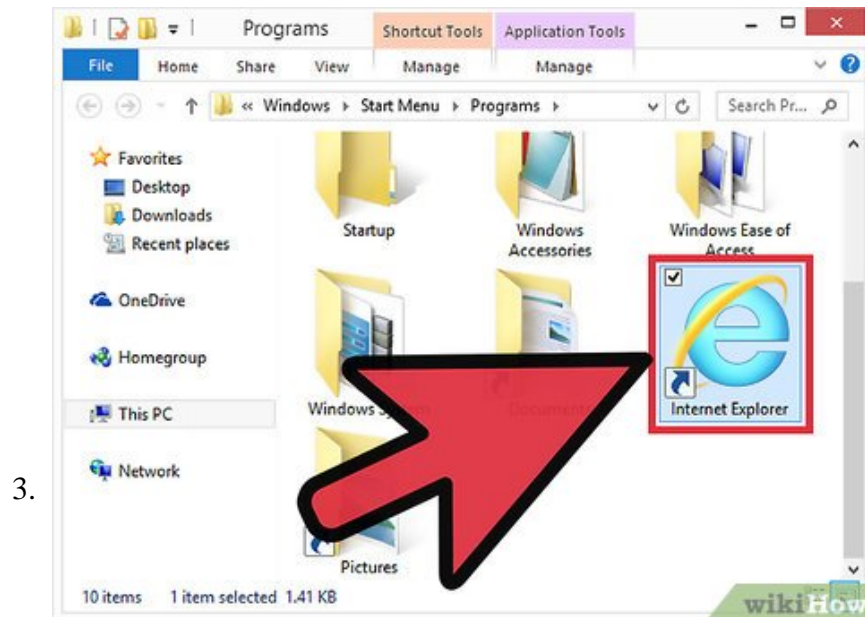 Programs
Shortcut Tools
Application Tools
File
Home
Share
View
Manage
Manage
« Windows
Start Menu
Programs
Search Pr...
Favorites
Desktop
Downloads
Recent places
OneDrive
Homegroup
This PC
Network
Startup
Windows
Accessories
Windows Ease of
Access
Windows
Documents
Internet Explorer
Pictures
3.
10 items
1 item selected 1.41 KB
wikiHow